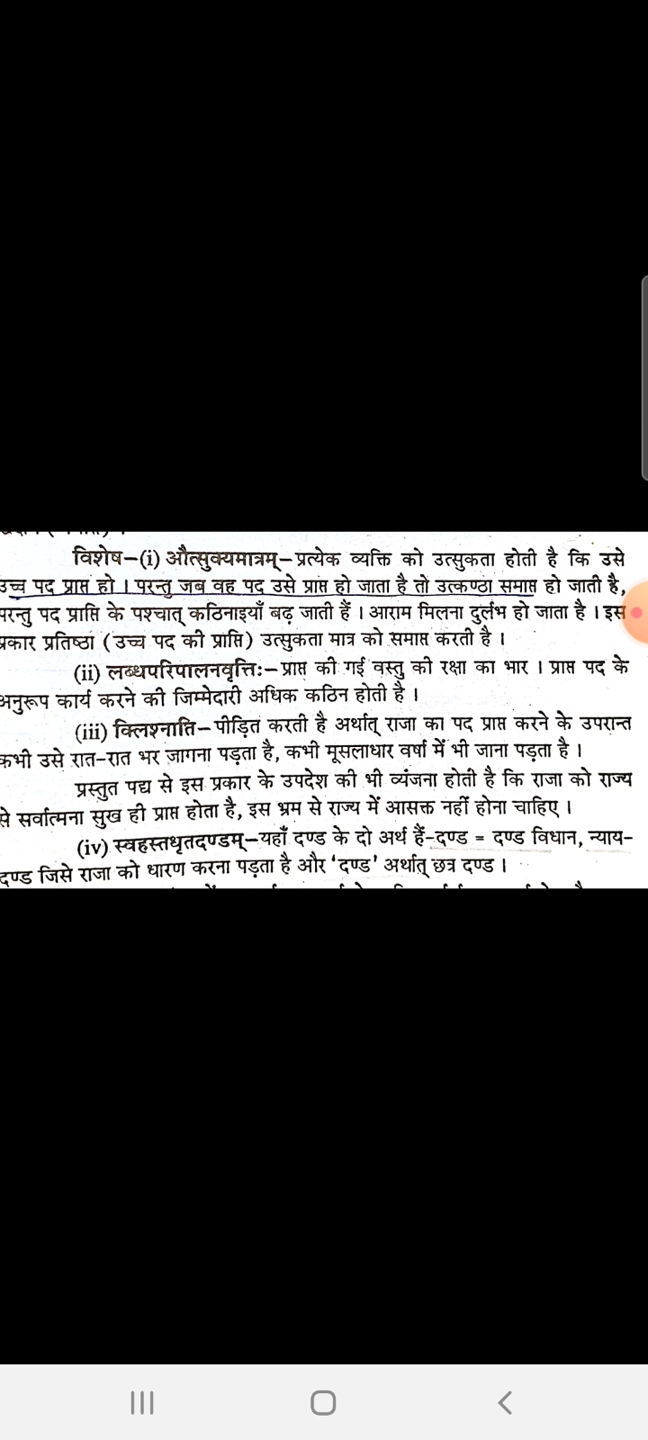 विशेष–(i) औत्सुक्यमात्रम्–प्रत्येक व्यक्ति को उत्सुकता होती है कि उसे
उच्च पद प्राप्त हो । परन्तु जब वह पद उसे प्राप्त हो जाता है तो उत्कण्ठा समाप्त हो जाती है,
परन्तु पद प्राप्ति के पश्चात् कठिनाइयाँ बढ़ जाती हैं । आराम मिलना दुर्लभ हो जाता है । इस
प्रकार प्रतिष्ठा (उच्च पद की प्राप्ति) उत्सुकता मात्र को समाप्त करती है ।
(ii) लब्धपरिपालनवृत्तिः–प्राप्त की गई वस्तु की रक्षा का भार । प्राप्त पद के
अनुरूप कार्य करने की जिम्मेदारी अधिक कठिन होती है ।
(iii) क्लिश्नाति–पीड़ित करती है अर्थात् राजा का पद प्राप्त करने के उपरान्त
कभी उसे रात-रात भर जागना पड़ता है, कभी मूसलाधार वर्षा में भी जाना पड़ता है ।
प्रस्तुत पद्य से इस प्रकार के उपदेश की भी व्यंजना होती है कि राजा को राज्य
से सर्वात्मना सुख ही प्राप्त होता है, इस भ्रम से राज्य में आसक्त नहीं होना चाहिए ।
(iv) स्वहस्तधृतदण्डम्–यहाँ दण्ड के दो अर्थ हैं–दण्ड = दण्ड विधान, न्याय–
दण्ड जिसे राजा को धारण करना पड़ता है और 'दण्ड' अर्थात् छत्र दण्ड ।